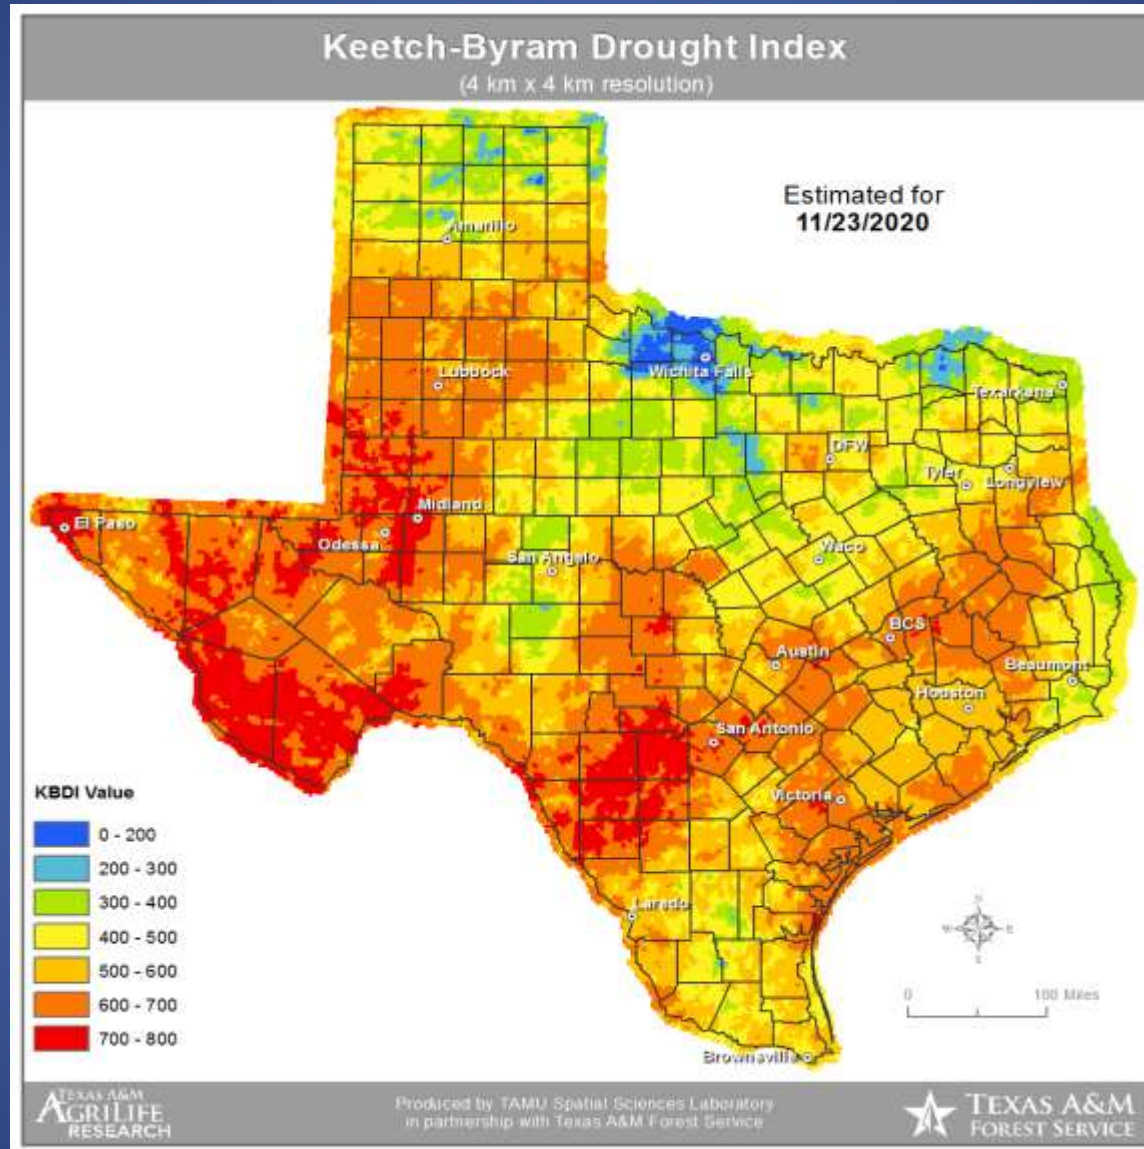 Keetch-Byram Drought Index
(4 km x 4 km resolution)
Estimated for
11/23/2020
Amarillo
Wichita Falls
Lubbock
Texarkana
DFW
Tyler
Longview
Midland
El Paso
Odessa
San Angelo
Waco
BCS
Austin
Beaumont
Houston
San Antonio
Victoria
Laredo
Brownsville
KBDI Value
0 - 200
200 - 300
300 - 400
400 - 500
500 - 600
600 - 700
700 - 800
N
W E
S
0 100 Miles
TEXAS A&M
AGRILIFE
RESEARCH
Produced by TAMU Spatial Sciences Laboratory
in partnership with Texas A&M Forest Service
TEXAS A&M
FOREST SERVICE